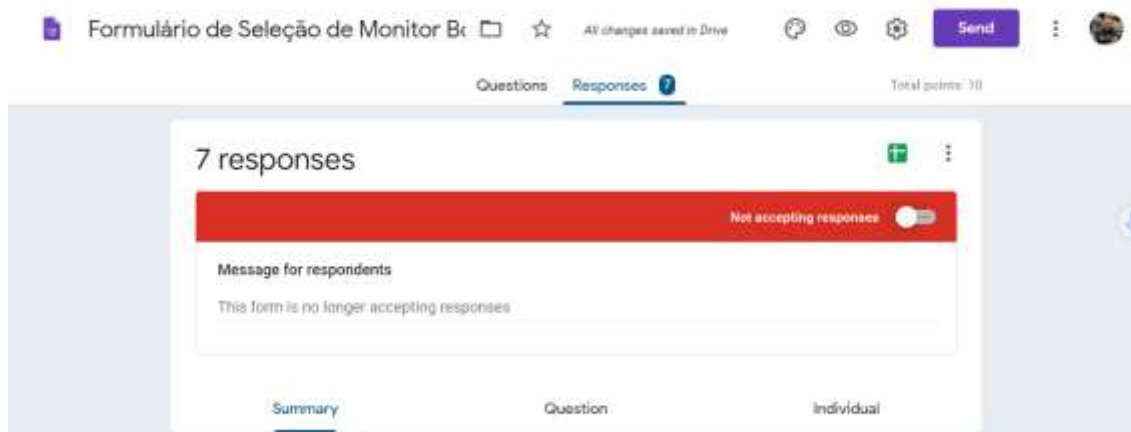 Formulário de Seleção de Monitor Bo
All changes saved in Drive
Send
Questions
Responses 7
Total points: 10
7 responses
Not accepting responses
Message for respondents
This form is no longer accepting responses
Summary
Question
Individual